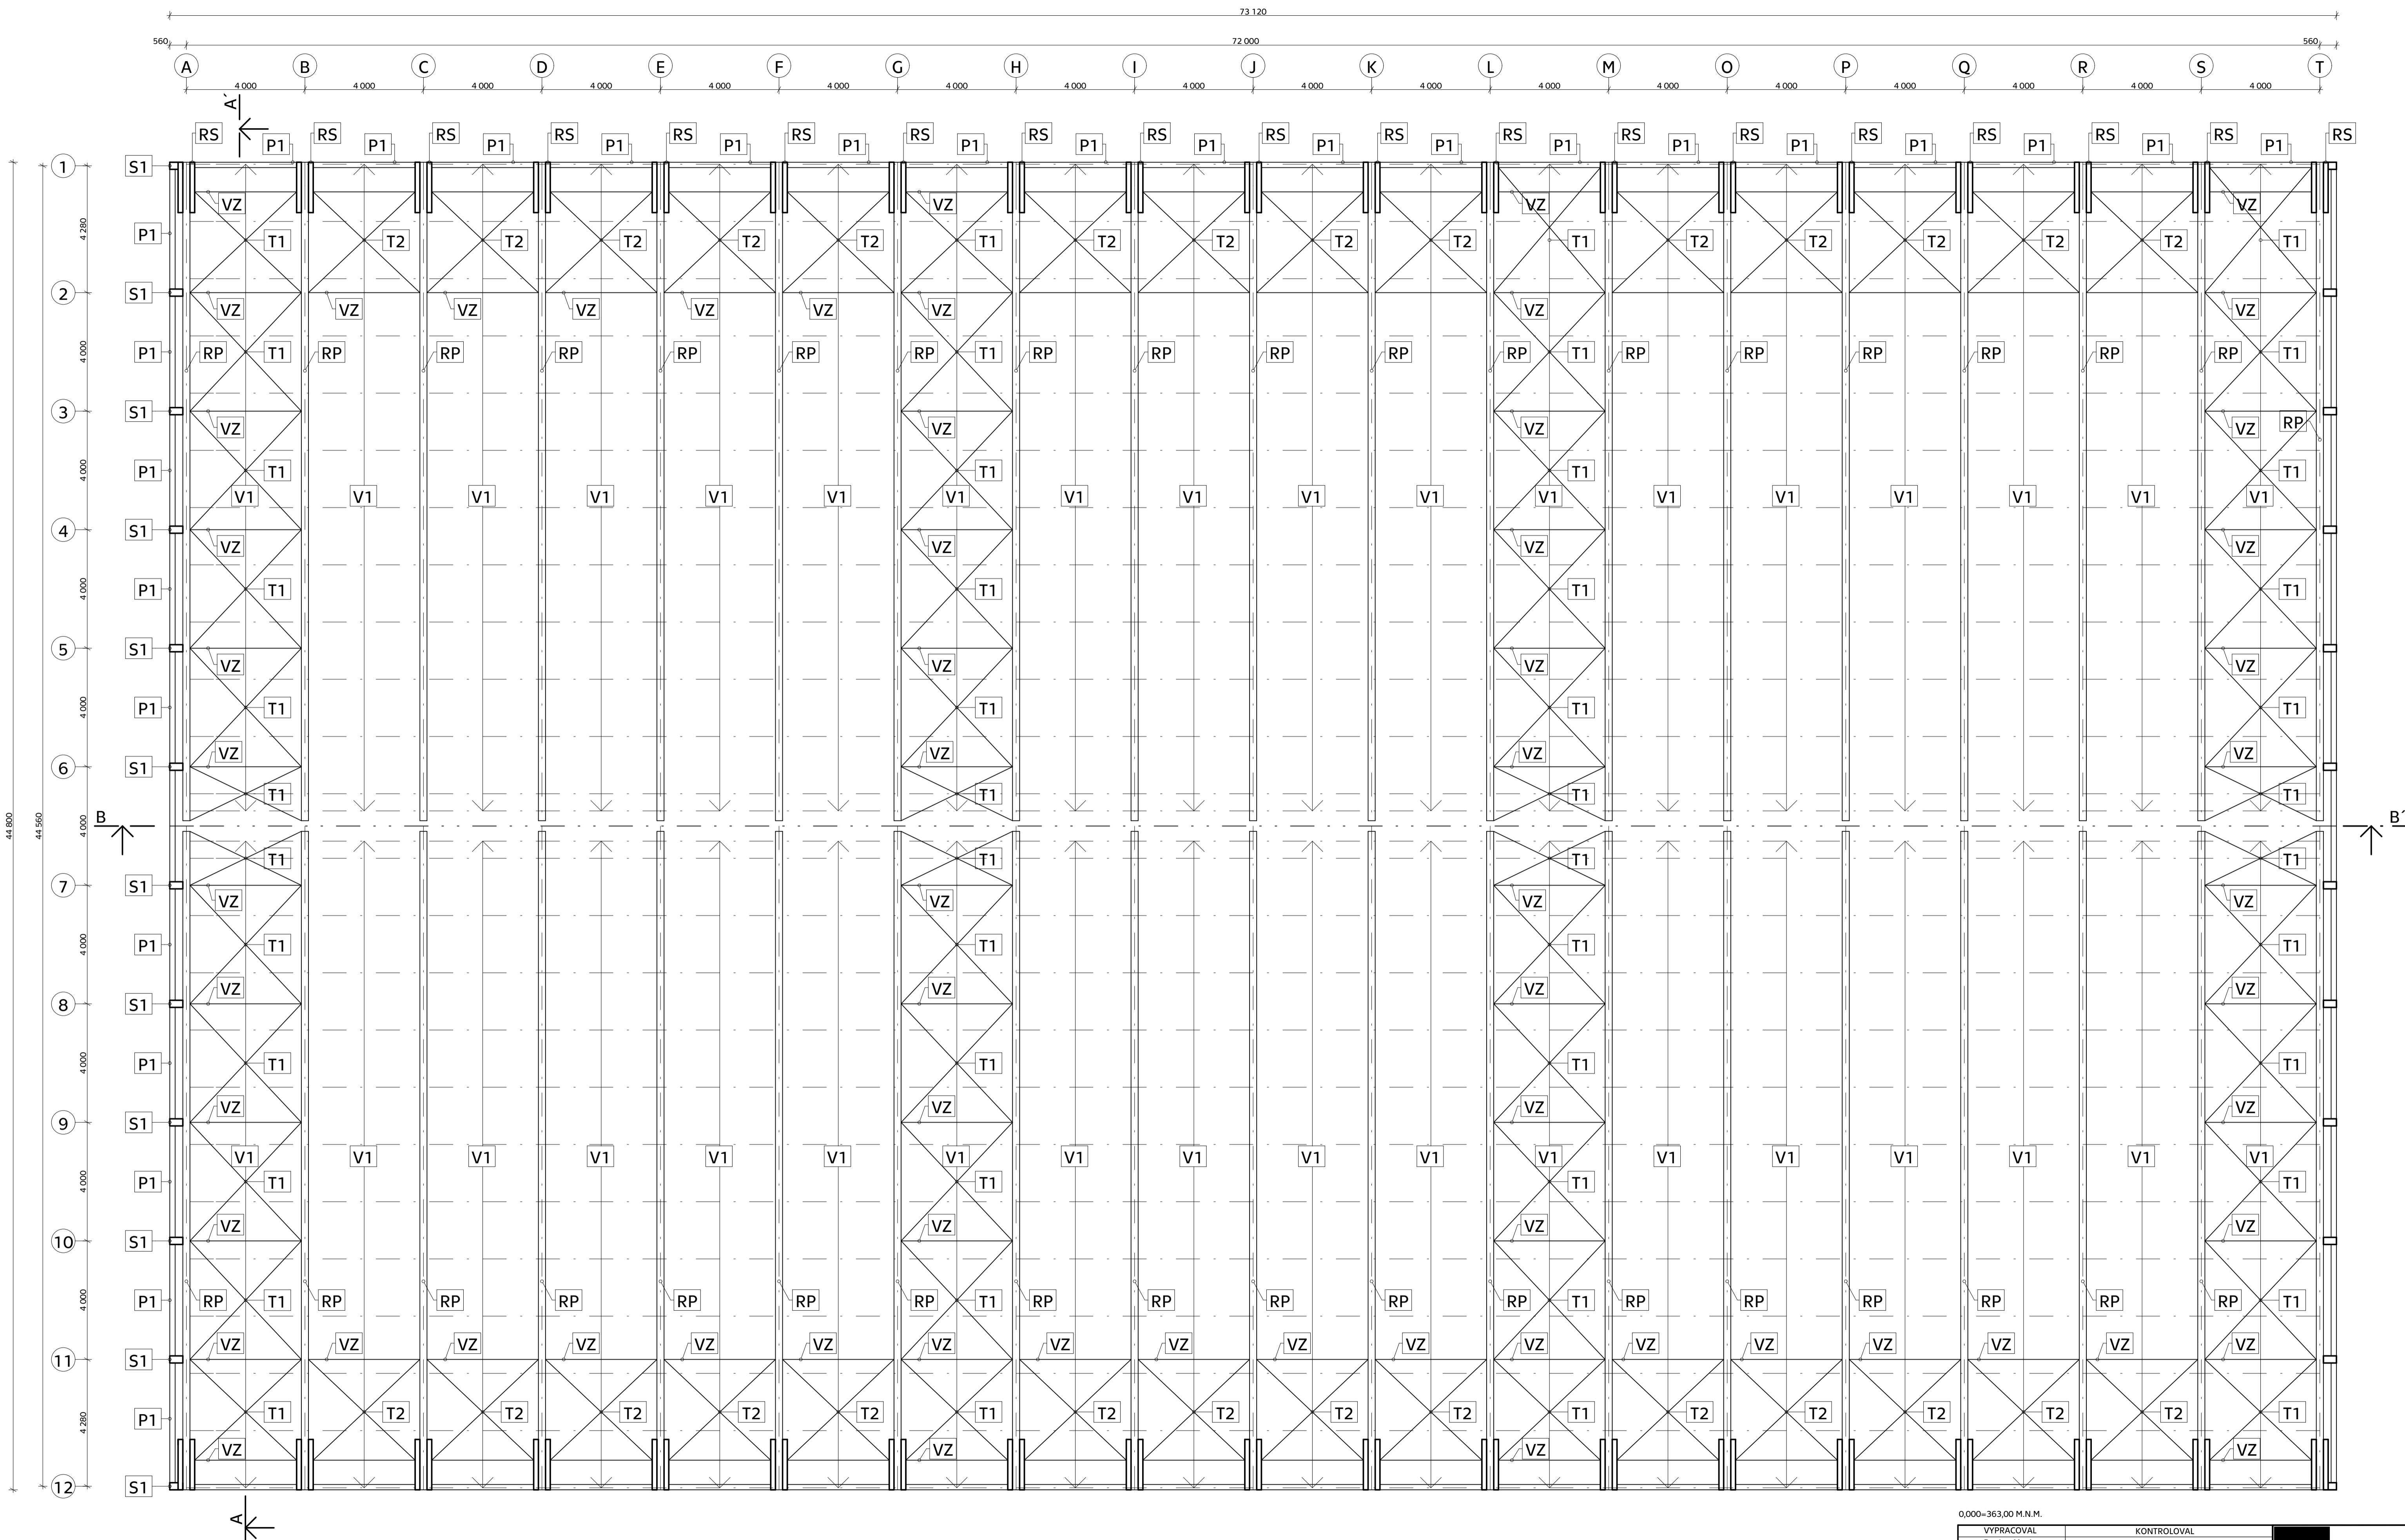 73 120
560 72 000 560
A B C D E F G H I J K L M O P Q R S T
4 000 4 000 4 000 4 000 4 000 4 000 4 000 4 000 4 000 4 000 4 000 4 000 4 000 4 000 4 000 4 000 4 000 4 000
A´
RS RS RS RS RS RS RS RS RS RS RS RS RS RS RS RS RS RS RS
P1 P1 P1 P1 P1 P1 P1 P1 P1 P1 P1 P1 P1 P1 P1 P1 P1 P1
1 S1
VZ VZ VZ VZ
4 280 P1
T1 T2 T2 T2 T2 T2 T1 T2 T2 T2 T2 T1 T2 T2 T2 T2 T2 T1
2 S1
VZ VZ VZ VZ VZ VZ VZ VZ VZ
4 000 P1 RP T1 RP RP RP RP RP RP T1 RP RP RP RP RP T1 RP RP RP RP RP RP T1
3 S1
VZ VZ VZ VZ RP
4 000 P1 T1 T1 T1 T1
V1 V1 V1 V1 V1 V1 V1 V1 V1 V1 V1 V1 V1 V1 V1 V1 V1 V1
4 S1
VZ VZ VZ VZ
4 000 P1 T1 T1 T1 T1
5 S1
VZ VZ VZ VZ
4 000 P1 T1 T1 T1 T1
VZ VZ VZ VZ
6 S1
T1 T1 T1 T1
44 800 44 560 4 000
B B´
T1 T1 T1 T1
7 S1
VZ VZ VZ VZ
4 000 P1 T1 T1 T1 T1
VZ VZ VZ VZ
8 S1
4 000 P1 T1 T1 T1 T1
VZ VZ VZ VZ
9 S1
V1 V1 V1 V1 V1 V1 V1 V1 V1 V1 V1 V1 V1 V1 V1 V1 V1 V1
4 000 P1 T1 T1 T1 T1
VZ VZ VZ VZ
10 S1
4 000 P1 RP T1 RP RP RP RP RP RP T1 RP RP RP RP RP T1 RP RP RP RP RP RP T1
VZ VZ VZ VZ VZ VZ VZ VZ VZ VZ VZ VZ VZ VZ VZ VZ VZ VZ
11 S1
4 280 P1 T1 T2 T2 T2 T2 T2 T1 T2 T2 T2 T2 T1 T2 T2 T2 T2 T2 T1
VZ VZ VZ VZ
12 S1
A
0,000=363,00 M.N.M.
VYPRACOVAL KONTROLOVAL